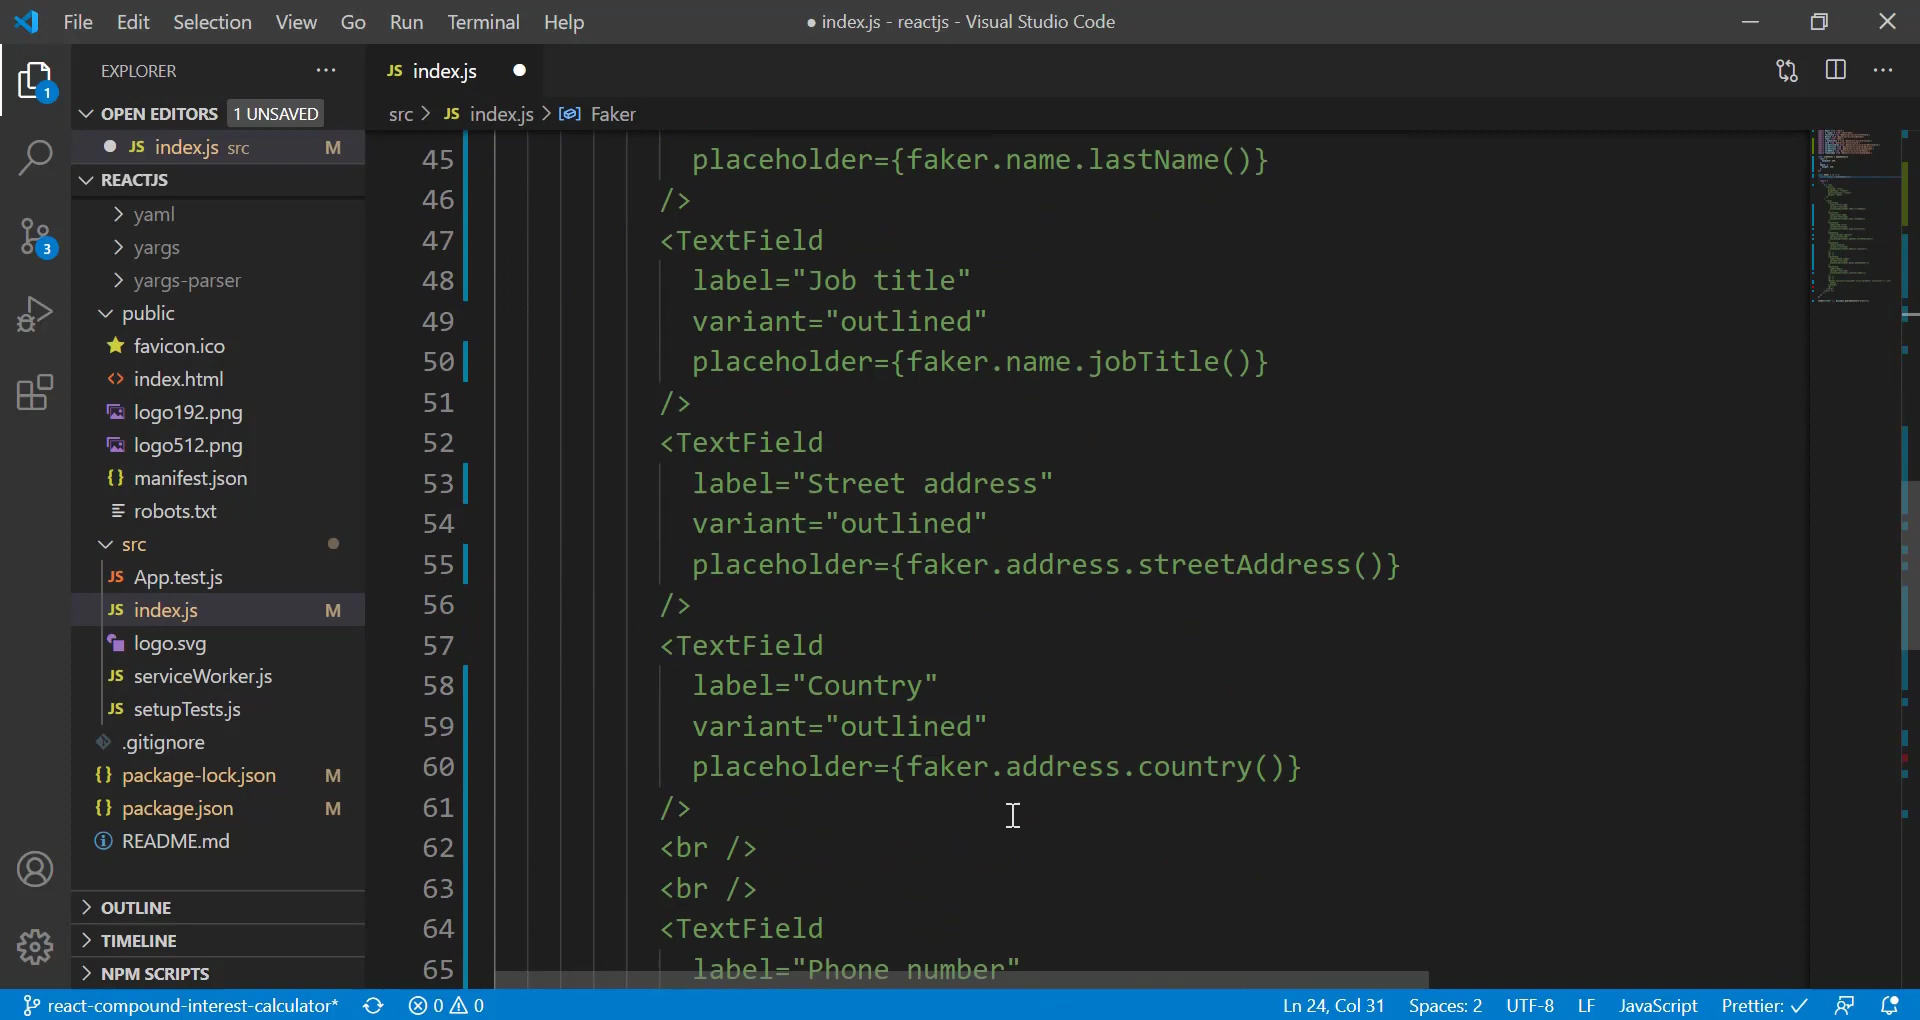 File Edit Selection View Go Run Terminal Help
● index.js - reactjs - Visual Studio Code
EXPLORER
OPEN EDITORS 1 UNSAVED
JS index.js src M
REACTJS
yaml
yargs
yargs-parser
public
favicon.ico
<> index.html
logo192.png
logo512.png
{} manifest.json
robots.txt
src
JS App.test.js
JS index.js M
logo.svg
JS serviceWorker.js
JS setupTests.js
.gitignore
{} package-lock.json M
{} package.json M
README.md
OUTLINE
TIMELINE
NPM SCRIPTS
1
3
JS index.js
src > JS index.js > Faker
45 placeholder={faker.name.lastName()}
46 />
47 <TextField
48 label="Job title"
49 variant="outlined"
50 placeholder={faker.name.jobTitle()}
51 />
52 <TextField
53 label="Street address"
54 variant="outlined"
55 placeholder={faker.address.streetAddress()}
56 />
57 <TextField
58 label="Country"
59 variant="outlined"
60 placeholder={faker.address.country()}
61 />
62 <br />
63 <br />
64 <TextField
65 label="Phone number"
react-compound-interest-calculator* 0 0 Ln 24, Col 31 Spaces: 2 UTF-8 LF JavaScript Prettier: ✓